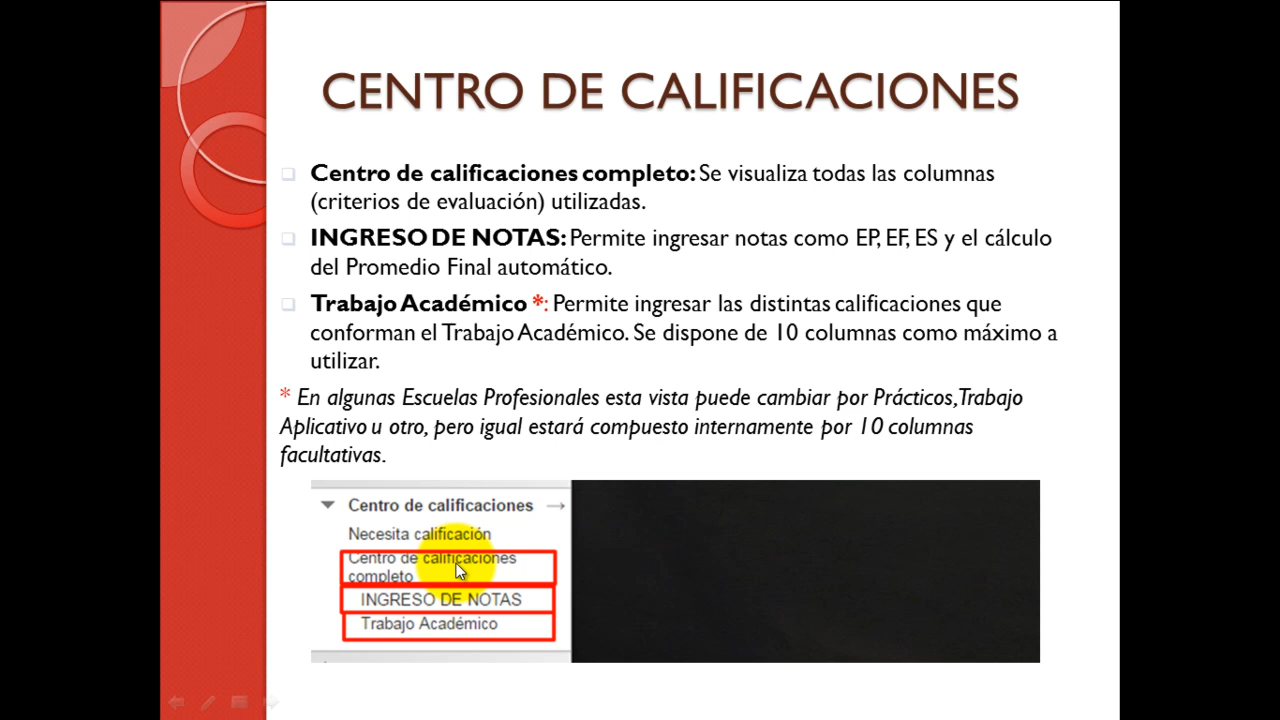 CENTRO DE CALIFICACIONES
Centro de calificaciones completo: Se visualiza todas las columnas
(criterios de evaluación) utilizadas.
INGRESO DE NOTAS: Permite ingresar notas como EP, EF, ES y el cálculo
del Promedio Final automático.
Trabajo Académico *: Permite ingresar las distintas calificaciones que
conforman el Trabajo Académico. Se dispone de 10 columnas como máximo a
utilizar.
* En algunas Escuelas Profesionales esta vista puede cambiar por Prácticos, Trabajo
Aplicativo u otro, pero igual estará compuesto internamente por 10 columnas
facultativas.
Centro de calificaciones
Necesita calificación
Centro de calificaciones
completo
INGRESO DE NOTAS
Trabajo Académico